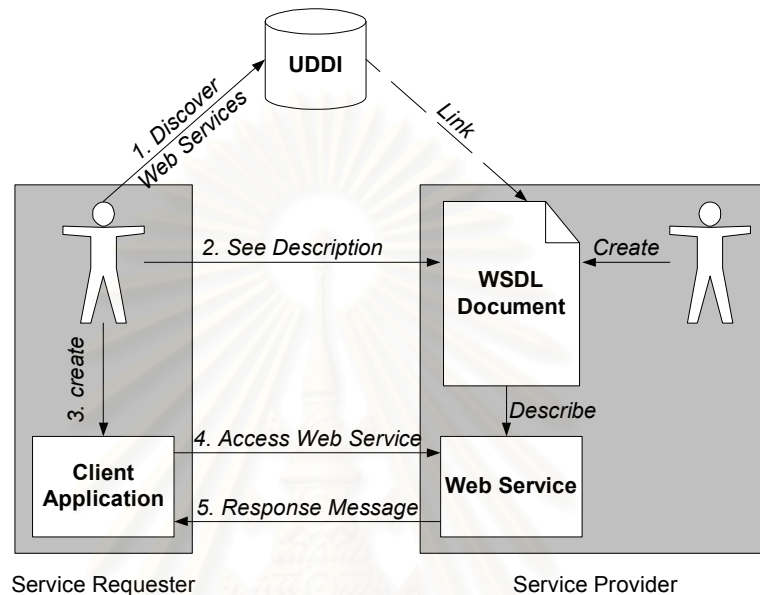 UDDI
1. Discover
Web Services
Link
2. See Description
WSDL
Document
Create
3. create
Describe
Client
Application
4. Access Web Service
Web Service
5. Response Message
Service Requester
Service Provider